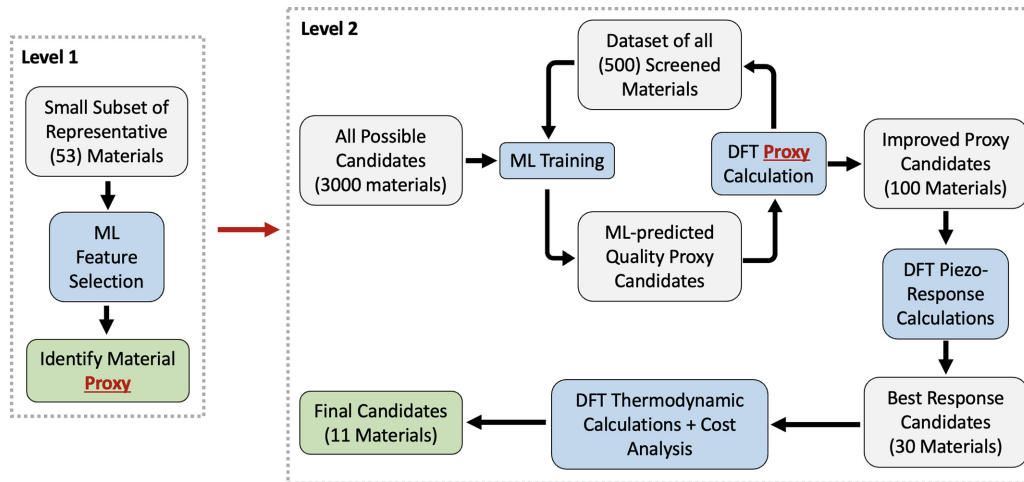 Level 1
Small Subset of
Representative
(53) Materials
ML
Feature
Selection
Identify Material
Proxy
Level 2
All Possible
Candidates
(3000 materials)
ML Training
Dataset of all
(500) Screened
Materials
ML-predicted
Quality Proxy
Candidates
DFT Proxy
Calculation
Improved Proxy
Candidates
(100 Materials)
DFT Piezo-
Response
Calculations
Best Response
Candidates
(30 Materials)
DFT Thermodynamic
Calculations + Cost
Analysis
Final Candidates
(11 Materials)